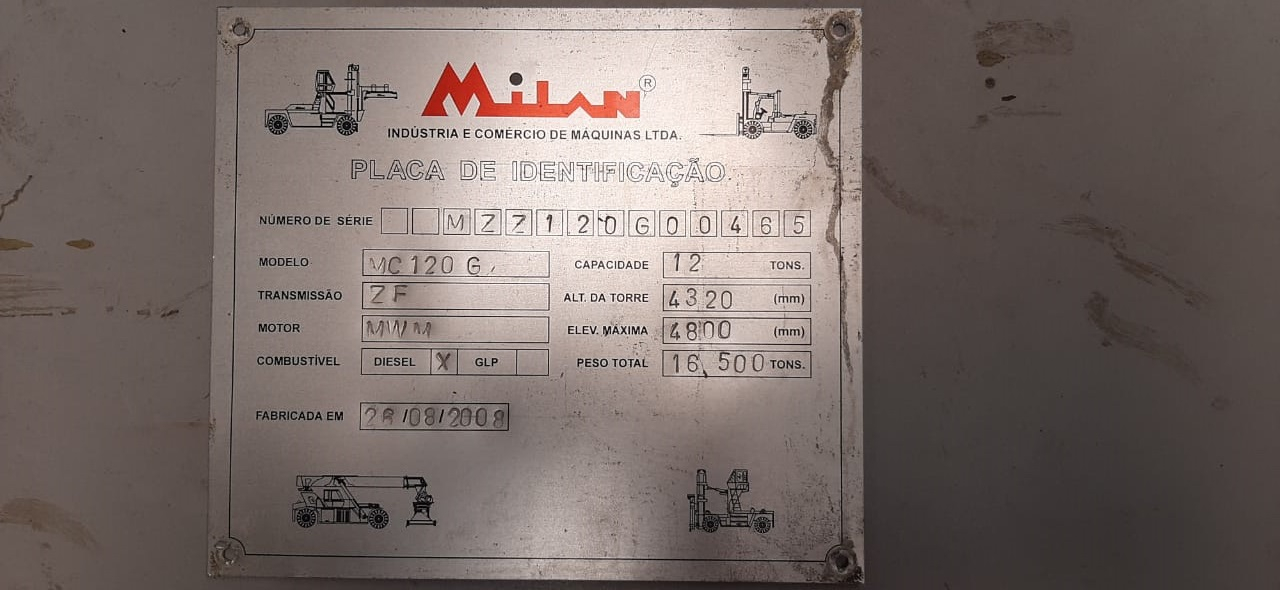 MiLAN®
INDÚSTRIA E COMÉRCIO DE MÁQUINAS LTDA.
PLACA DE IDENTIFICAÇÃO
NÚMERO DE SÉRIE MZZ120G00465
MODELO MC 120 G CAPACIDADE 12 TONS.
TRANSMISSÃO ZF ALT. DA TORRE 4320 (mm)
MOTOR MWM ELEV. MÁXIMA 4800 (mm)
COMBUSTÍVEL DIESEL X GLP PESO TOTAL 16,500 TONS.
FABRICADA EM /08/2008